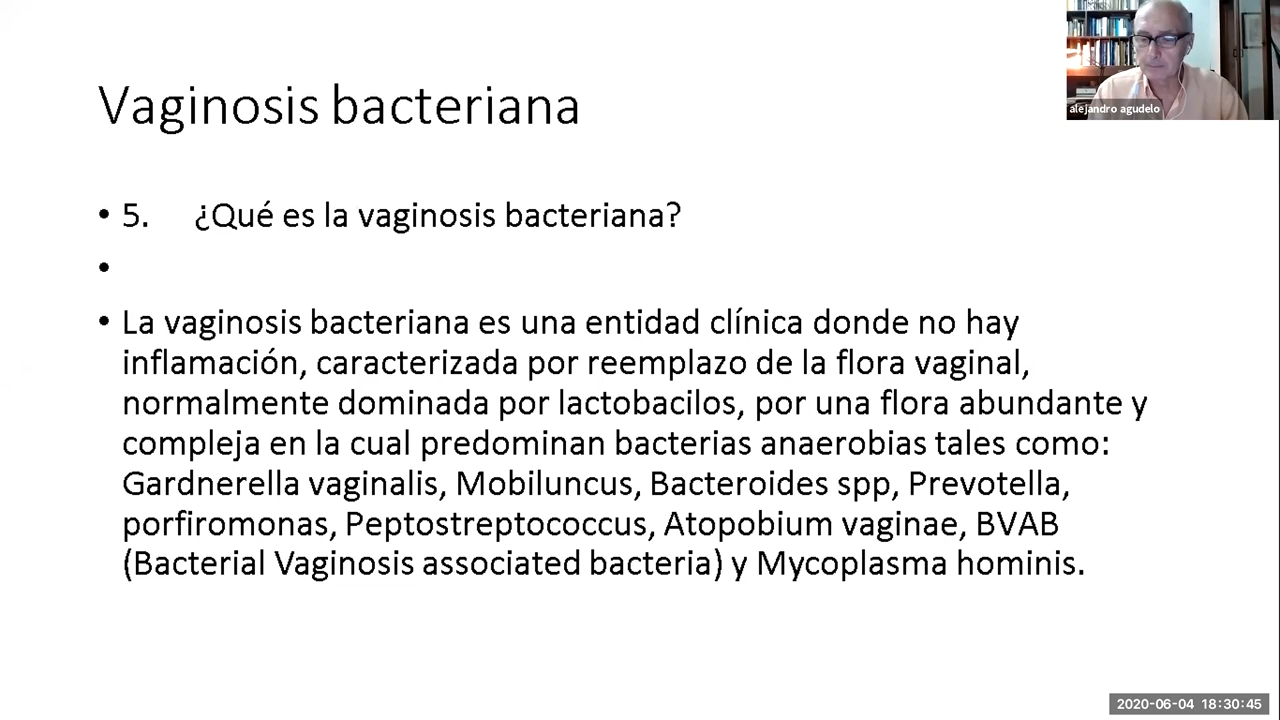 Vaginosis bacteriana
alejandro agudelo
• 5. ¿Qué es la vaginosis bacteriana?
•
• La vaginosis bacteriana es una entidad clínica donde no hay
inflamación, caracterizada por reemplazo de la flora vaginal,
normalmente dominada por lactobacilos, por una flora abundante y
compleja en la cual predominan bacterias anaerobias tales como:
Gardnerella vaginalis, Mobiluncus, Bacteroides spp, Prevotella,
porfiromonas, Peptostreptococcus, Atopobium vaginae, BVAB
(Bacterial Vaginosis associated bacteria) y Mycoplasma hominis.
2020-06-04 18:30:45